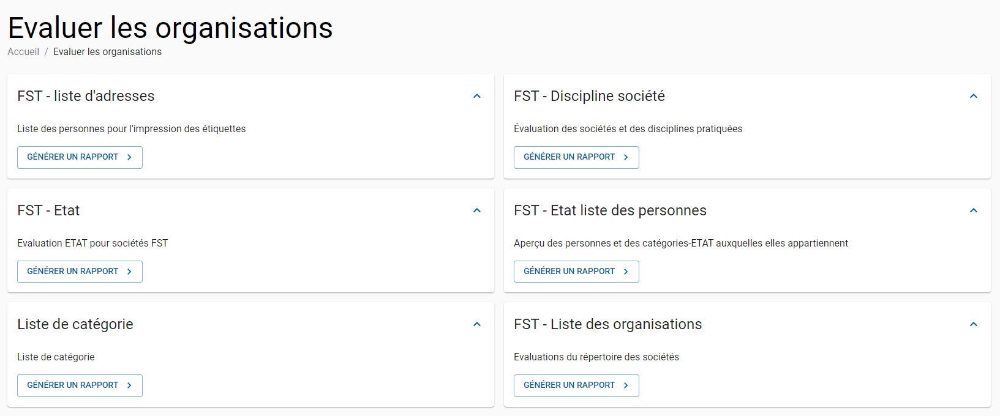 Evaluer les organisations
Accueil / Evaluer les organisations
FST - liste d'adresses
Liste des personnes pour l'impression des étiquettes
GÉNÉRER UN RAPPORT
FST - Discipline société
Évaluation des sociétés et des disciplines pratiquées
GÉNÉRER UN RAPPORT
FST - Etat
Evaluation ETAT pour sociétés FST
GÉNÉRER UN RAPPORT
FST - Etat liste des personnes
Aperçu des personnes et des catégories-ETAT auxquelles elles appartiennent
GÉNÉRER UN RAPPORT
Liste de catégorie
Liste de catégorie
GÉNÉRER UN RAPPORT
FST - Liste des organisations
Evaluations du répertoire des sociétés
GÉNÉRER UN RAPPORT